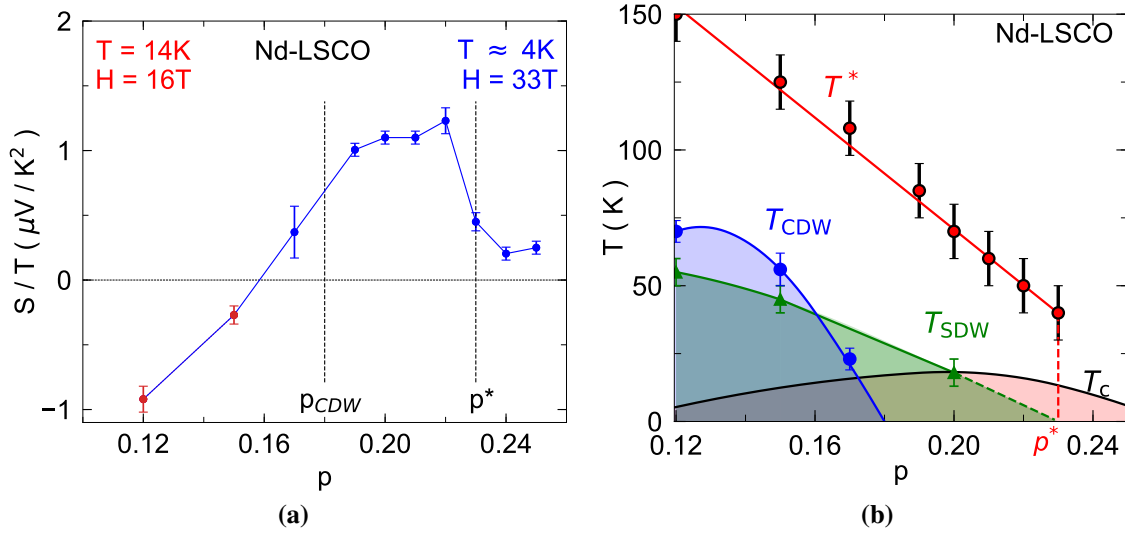 2
1
0
−1
S / T ( μV / K²)
T = 14K
H = 16T
Nd-LSCO
T ≈ 4K
H = 33T
p_CDW
p*
0.12
0.16
0.20
0.24
p
(a)
150
100
50
0
T ( K )
Nd-LSCO
T*
T_CDW
T_SDW
T_c
0.12
0.16
0.20
p*
0.24
p
(b)